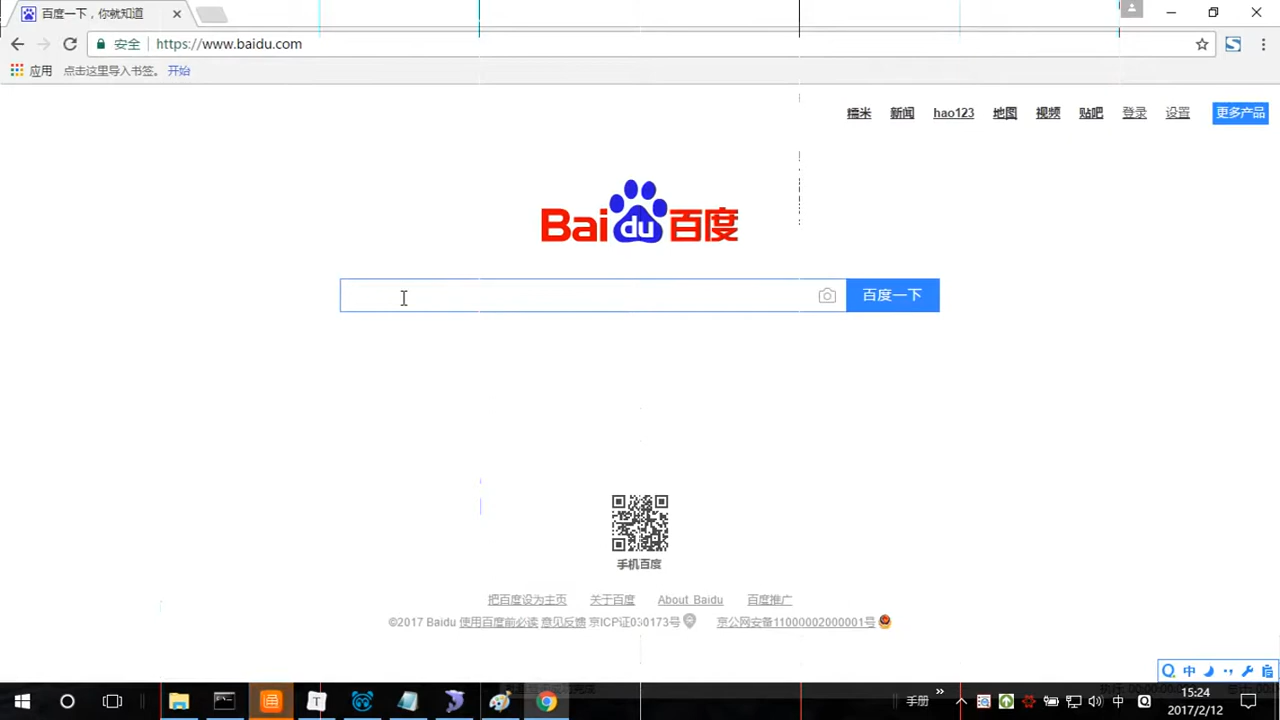 百度一下，你就知道
安全 https://www.baidu.com
应用 点击这里导入书签。 开始
糯米 新闻 hao123 地图 视频 贴吧 登录 设置 更多产品
Bai du 百度
百度一下
手机百度
把百度设为主页 关于百度 About Baidu 百度推广
©2017 Baidu 使用百度前必读 意见反馈 京ICP证030173号 京公网安备11000002000001号
中
手册 中 15:24
2017/2/12